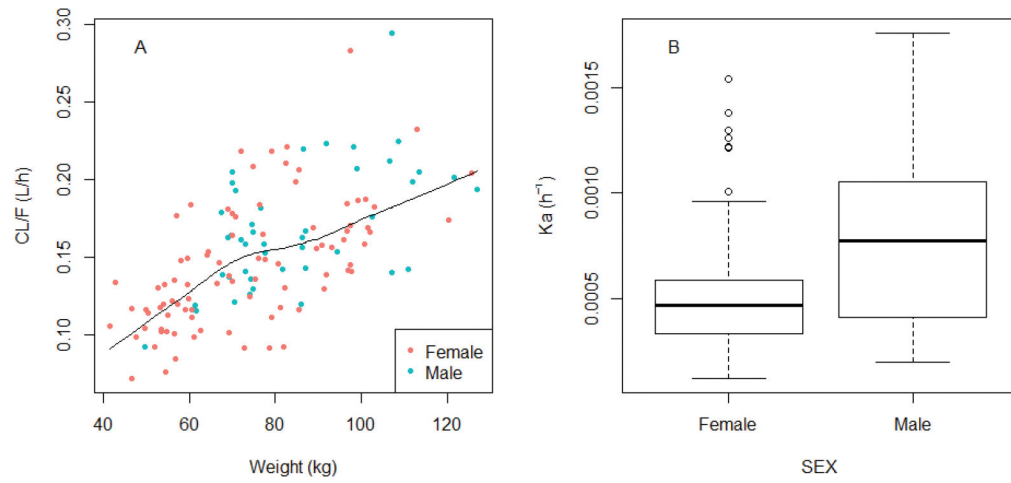 A
0.30
0.25
0.20
0.15
0.10
CL/F (L/h)
Female
Male
40
60
80
100
120
Weight (kg)
B
0.0015
0.0010
0.0005
Ka (h⁻¹)
Female
Male
SEX